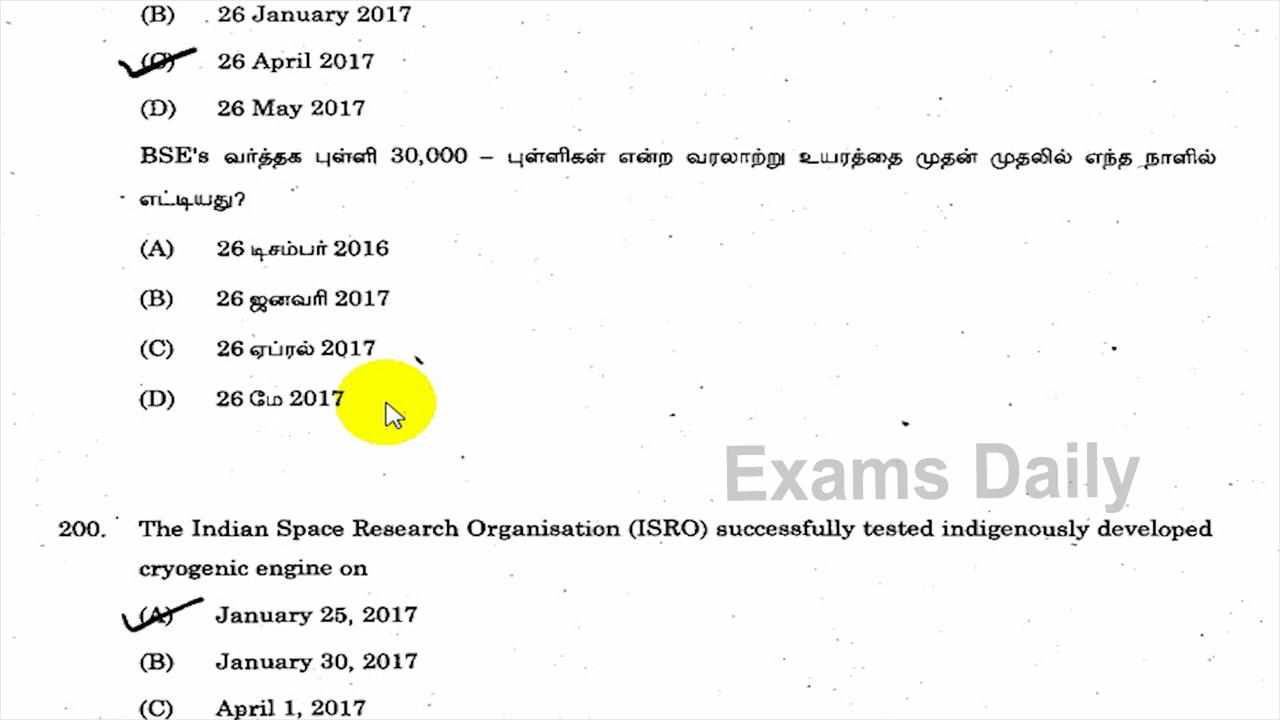 (B) 26 January 2017
(C) 26 April 2017
(D) 26 May 2017
BSE's வர்த்தக புள்ளி 30,000 – புள்ளிகள் என்ற வரலாற்று உயரத்தை முதன் முதலில் எந்த நாளில்
எட்டியது?
(A) 26 டிசம்பர் 2016
(B) 26 ஜனவரி 2017
(C) 26 ஏப்ரல் 2017
(D) 26 மே 2017
Exams Daily
200. The Indian Space Research Organisation (ISRO) successfully tested indigenously developed
cryogenic engine on
(A) January 25, 2017
(B) January 30, 2017
(C) April 1, 2017